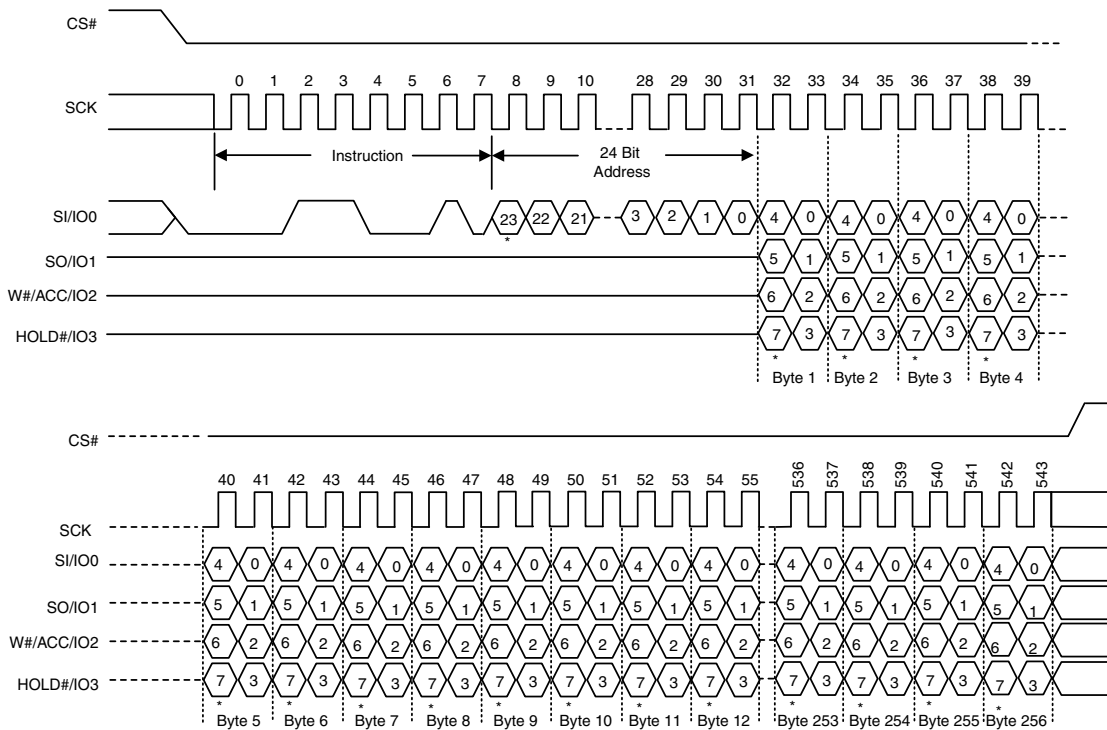 CS#
0 1 2 3 4 5 6 7 8 9 10 28 29 30 31 32 33 34 35 36 37 38 39
SCK
Instruction
24 Bit
Address
SI/IO0 23 22 21 3 2 1 0 4 0 4 0 4 0 4 0
*
SO/IO1 5 1 5 1 5 1 5 1
W#/ACC/IO2 6 2 6 2 6 2 6 2
HOLD#/IO3 7 3 7 3 7 3 7 3
* * * *
Byte 1 Byte 2 Byte 3 Byte 4
CS#
40 41 42 43 44 45 46 47 48 49 50 51 52 53 54 55 536 537 538 539 540 541 542 543
SCK
SI/IO0 4 0 4 0 4 0 4 0 4 0 4 0 4 0 4 0 4 0 4 0 4 0 4 0
SO/IO1 5 1 5 1 5 1 5 1 5 1 5 1 5 1 5 1 5 1 5 1 5 1 5 1
W#/ACC/IO2 6 2 6 2 6 2 6 2 6 2 6 2 6 2 6 2 6 2 6 2 6 2 6 2
HOLD#/IO3 7 3 7 3 7 3 7 3 7 3 7 3 7 3 7 3 7 3 7 3 7 3 7 3
* * * * * * * * * * * *
Byte 5 Byte 6 Byte 7 Byte 8 Byte 9 Byte 10 Byte 11 Byte 12 Byte 253 Byte 254 Byte 255 Byte 256